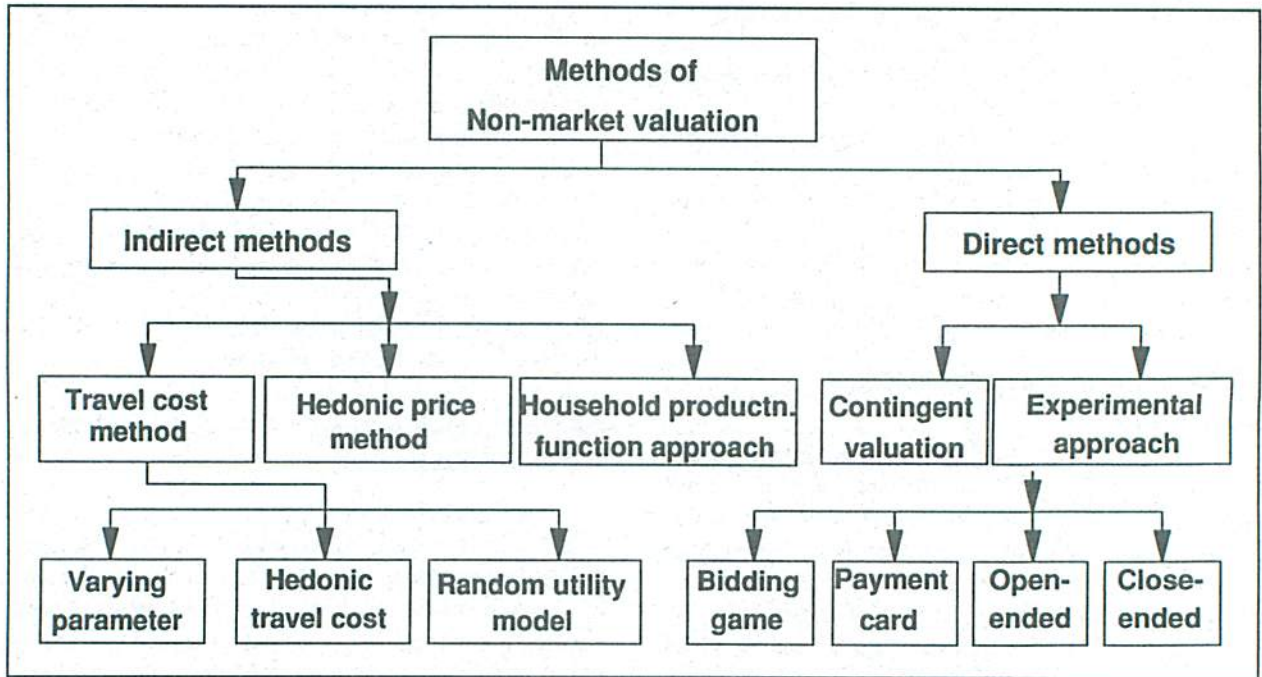 Methods of
Non-market valuation
Indirect methods
Direct methods
Travel cost
method
Hedonic price
method
Household productn.
function approach
Contingent
valuation
Experimental
approach
Varying
parameter
Hedonic
travel cost
Random utility
model
Bidding
game
Payment
card
Open-
ended
Close-
ended